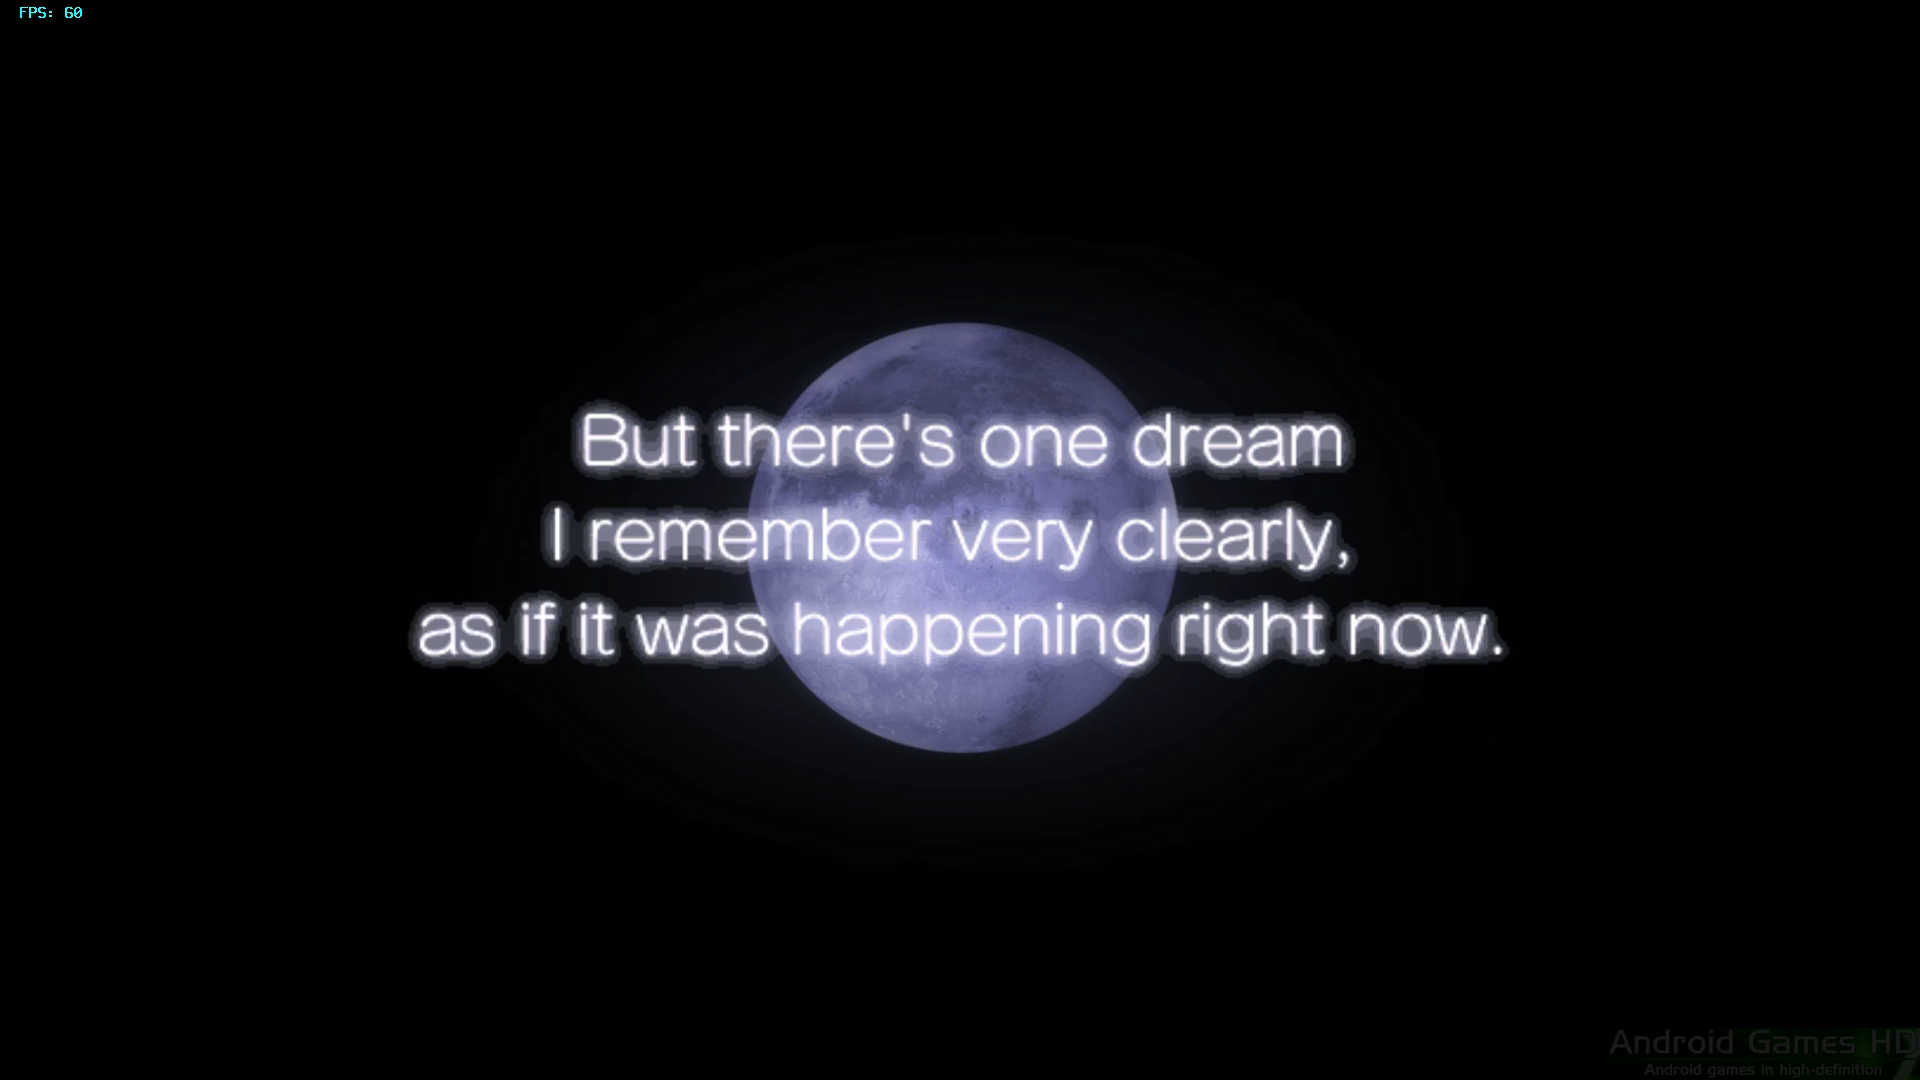 FPS: 60
But there's one dream
I remember very clearly,
as if it was happening right now.
Android Games HD
Android games in high-definition